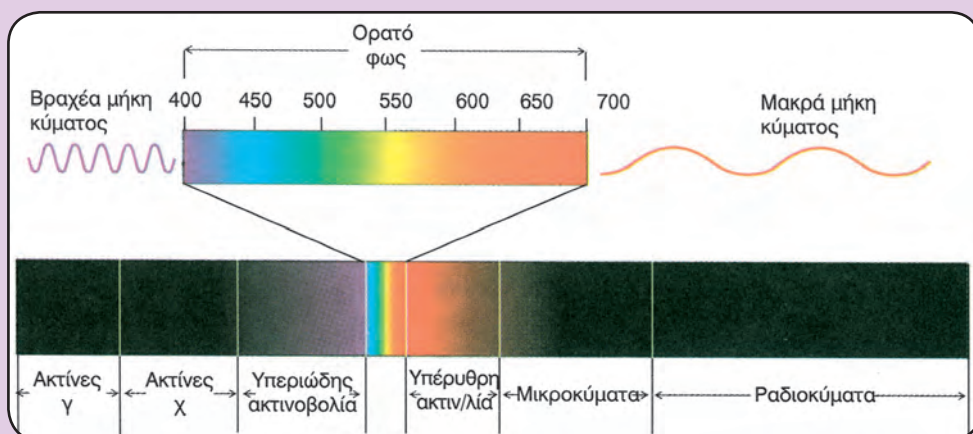 Ορατό
φως
Βραχέα μήκη
κύματος
400 450 500 550 600 650 700
Μακρά μήκη
κύματος
Ακτίνες
γ
Ακτίνες
χ
Υπεριώδης
ακτινοβολία
Υπέρυθρη
ακτιν/λία
Μικροκύματα
Ραδιοκύματα